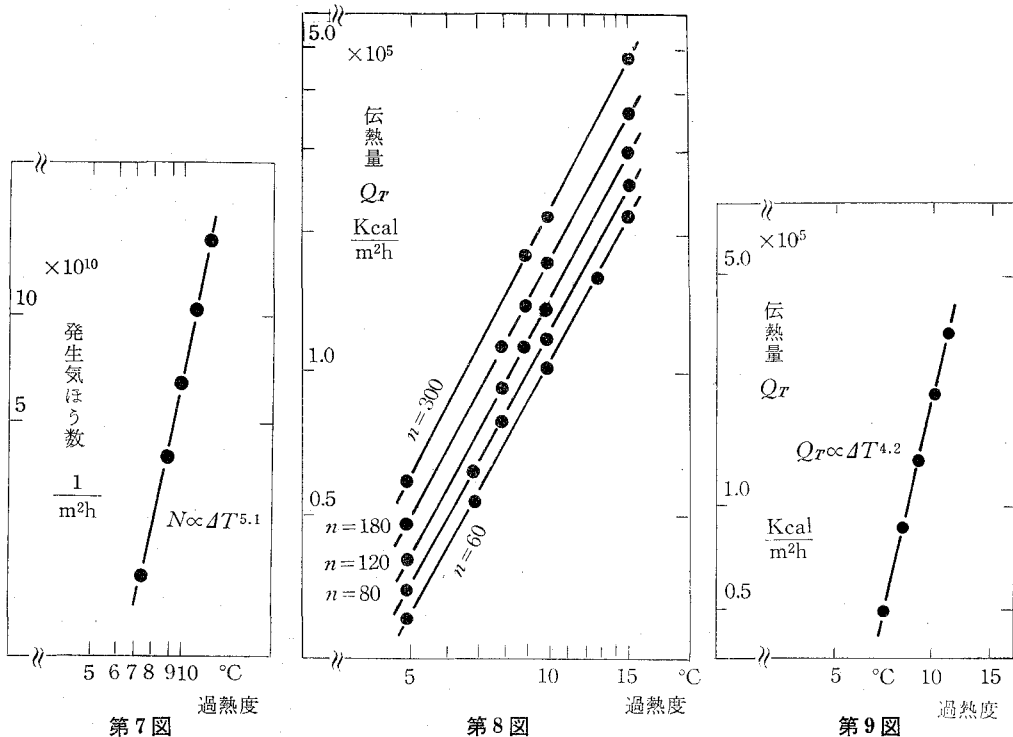 ×10¹⁰
10
発生気ほう数
5
1
m²h
N∝ΔT⁵·¹
5 6 7 8 9 10 °C
過熱度
第7図
5.0
×10⁵
伝熱量
Q_T
Kcal
m²h
1.0
0.5
n=300
n=180
n=120
n=80
n=60
5 10 15 °C
過熱度
第8図
×10⁵
5.0
伝熱量
Q_T
Q_T∝ΔT⁴·²
1.0
Kcal
m²h
0.5
5 °C 10 15
過熱度
第9図